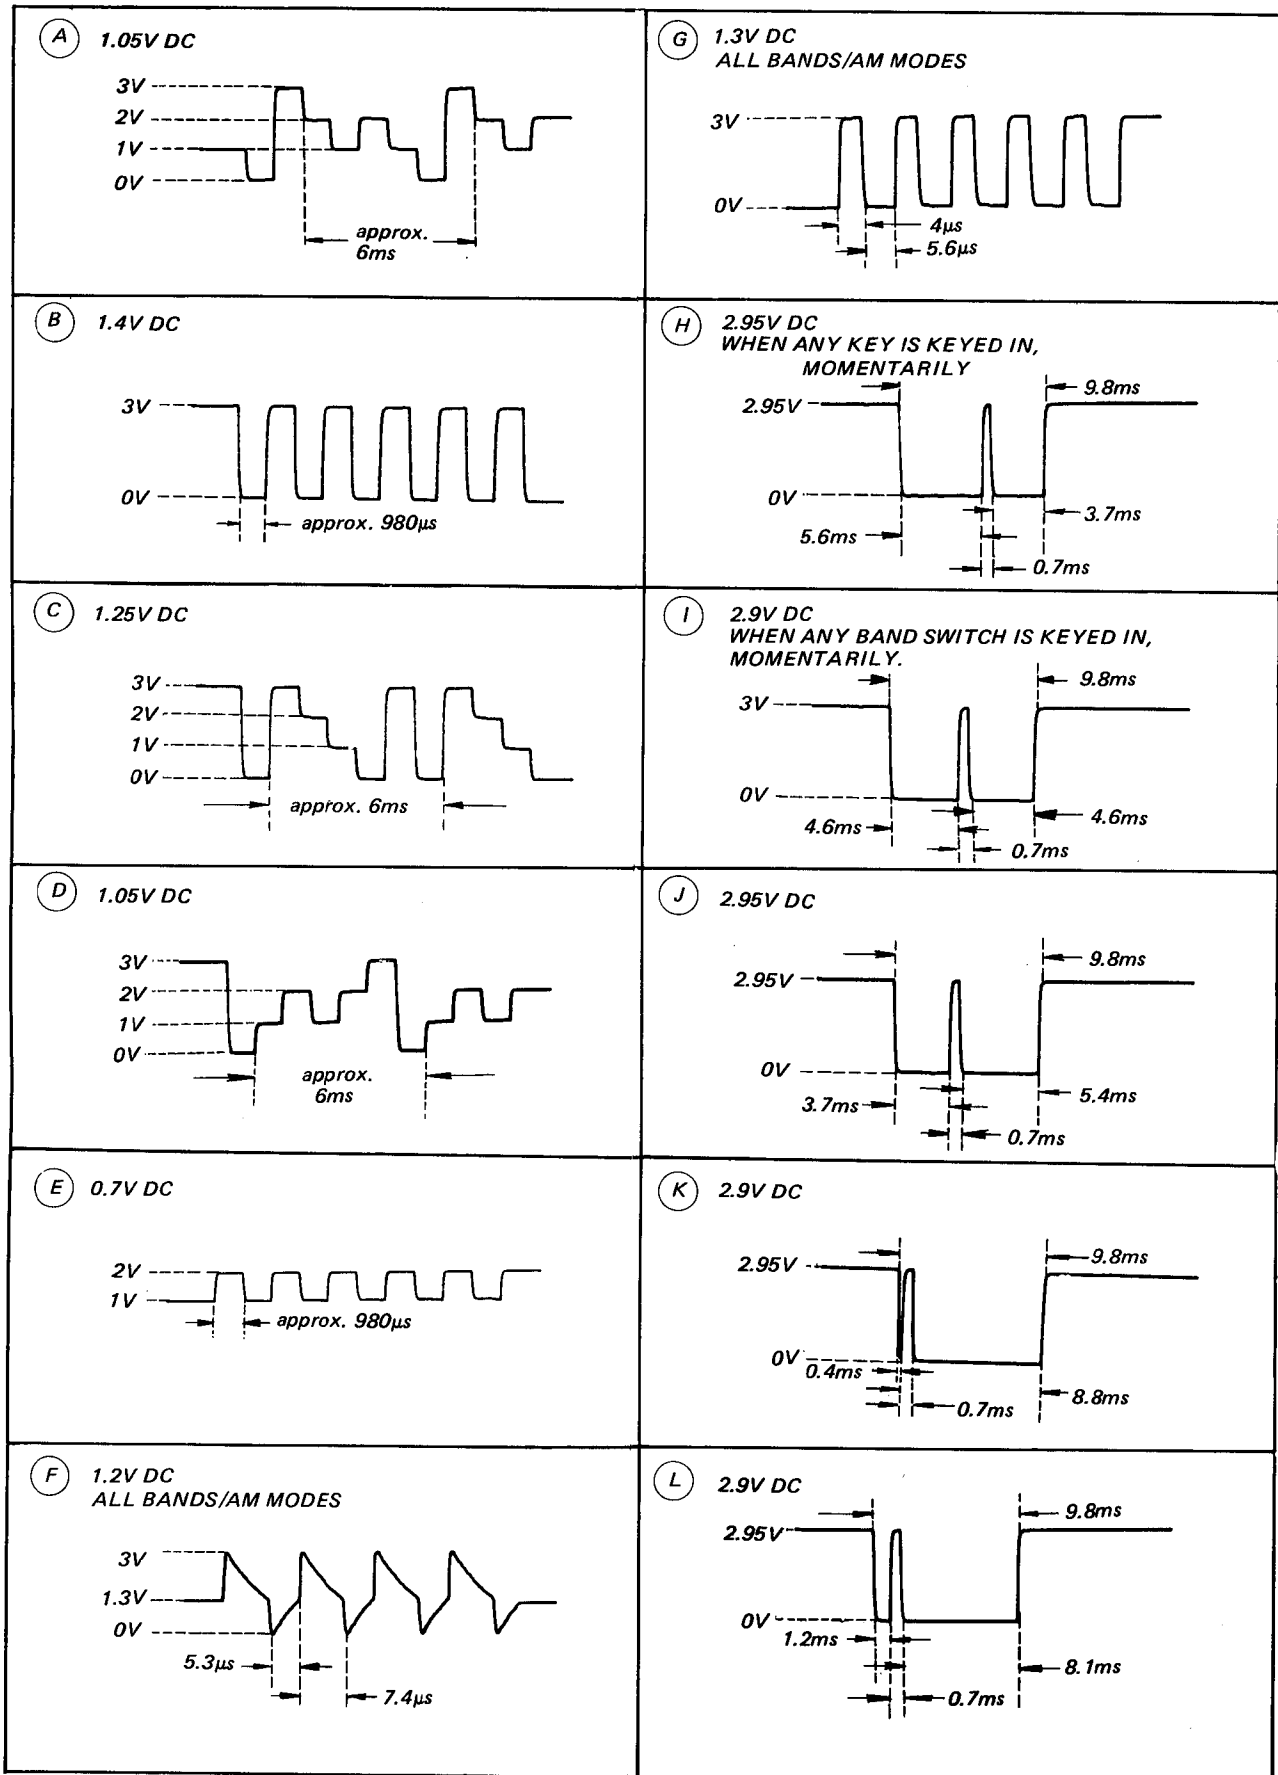 A 1.05V DC
3V
2V
1V
0V
approx.
6ms
B 1.4V DC
3V
0V
approx. 980µs
C 1.25V DC
3V
2V
1V
0V
approx. 6ms
D 1.05V DC
3V
2V
1V
0V
approx.
6ms
E 0.7V DC
2V
1V
approx. 980µs
F 1.2V DC
ALL BANDS/AM MODES
3V
1.3V
0V
5.3µs
7.4µs
G 1.3V DC
ALL BANDS/AM MODES
3V
0V
4µs
5.6µs
H 2.95V DC
WHEN ANY KEY IS KEYED IN,
MOMENTARILY
9.8ms
2.95V
0V
3.7ms
5.6ms
0.7ms
I 2.9V DC
WHEN ANY BAND SWITCH IS KEYED IN,
MOMENTARILY.
9.8ms
3V
0V
4.6ms
4.6ms
0.7ms
J 2.95V DC
9.8ms
2.95V
0V
5.4ms
3.7ms
0.7ms
K 2.9V DC
9.8ms
2.95V
0V
0.4ms
8.8ms
0.7ms
L 2.9V DC
9.8ms
2.95V
0V
1.2ms
8.1ms
0.7ms